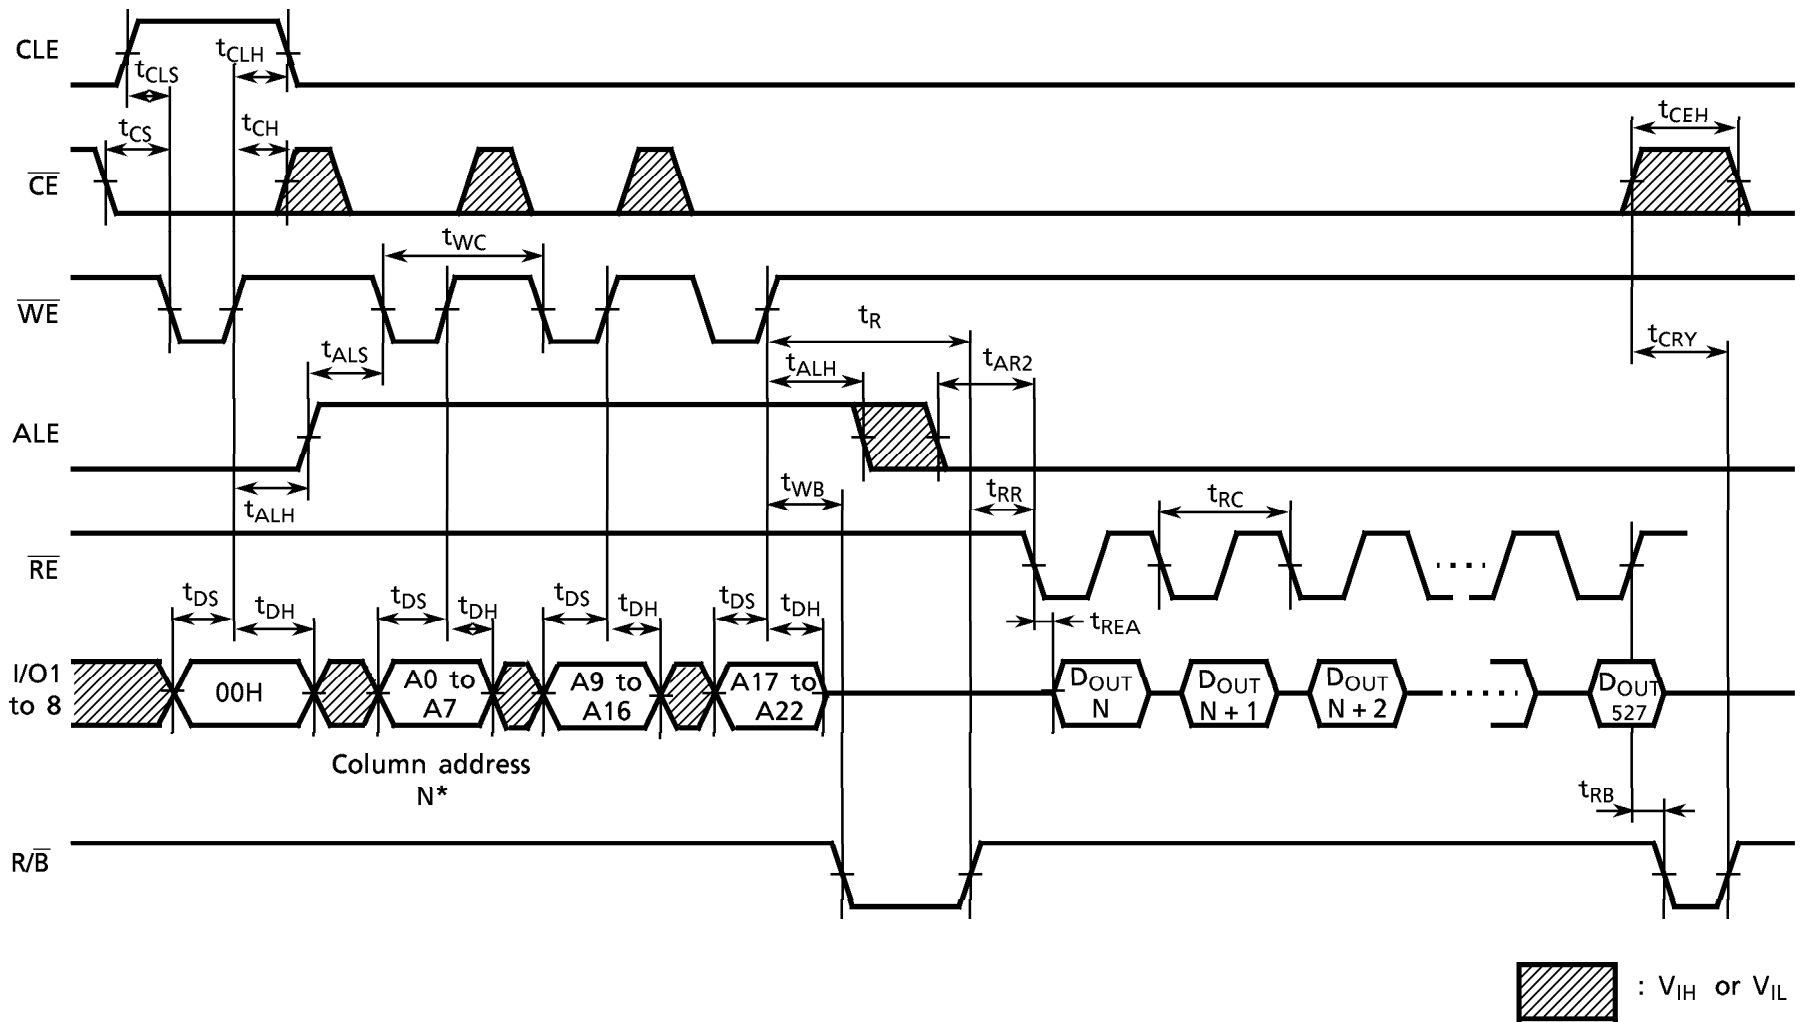 CLE
tCLS
tCLH
tCS
tCH
tCEH
CE
tWC
WE
tR
tCRY
tALS
tALH
tAR2
ALE
tALH
tWB
tRR
tRC
RE
tDS
tDH
tDS
tDH
tDS
tDH
tDS
tDH
tREA
I/O1
to 8
00H
A0 to
A7
A9 to
A16
A17 to
A22
DOUT
N
DOUT
N + 1
DOUT
N + 2
DOUT
527
Column address
N*
tRB
R/B
: VIH or VIL